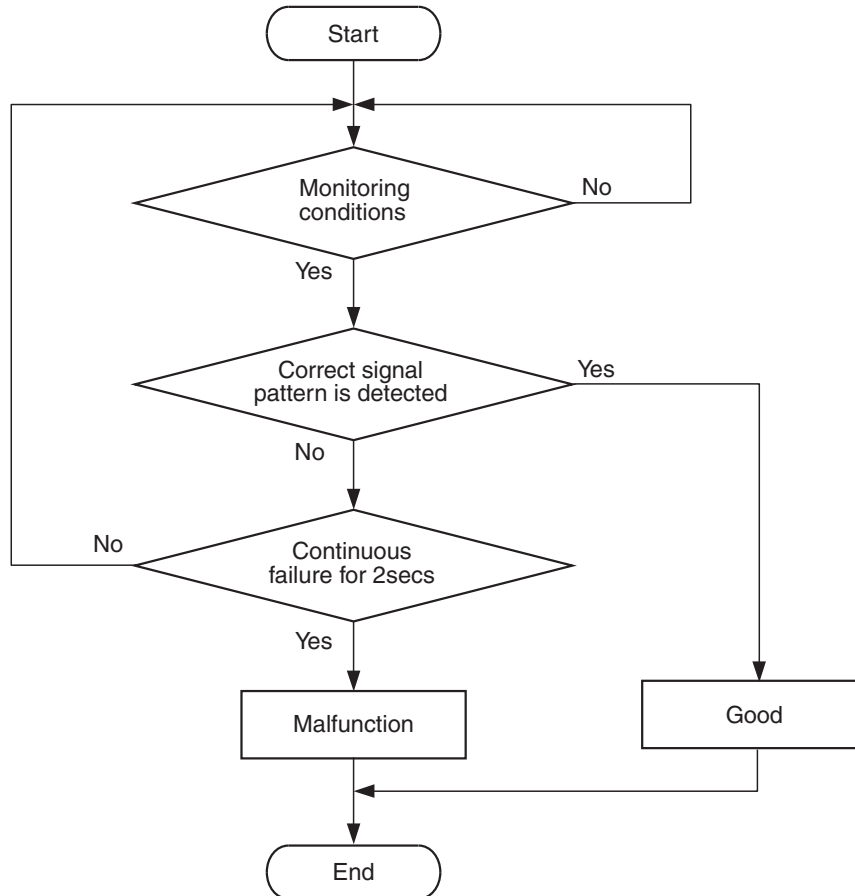 Start
Monitoring
conditions
No
Yes
Correct signal
pattern is detected
Yes
No
No
Continuous
failure for 2secs
Yes
Malfunction
Good
End